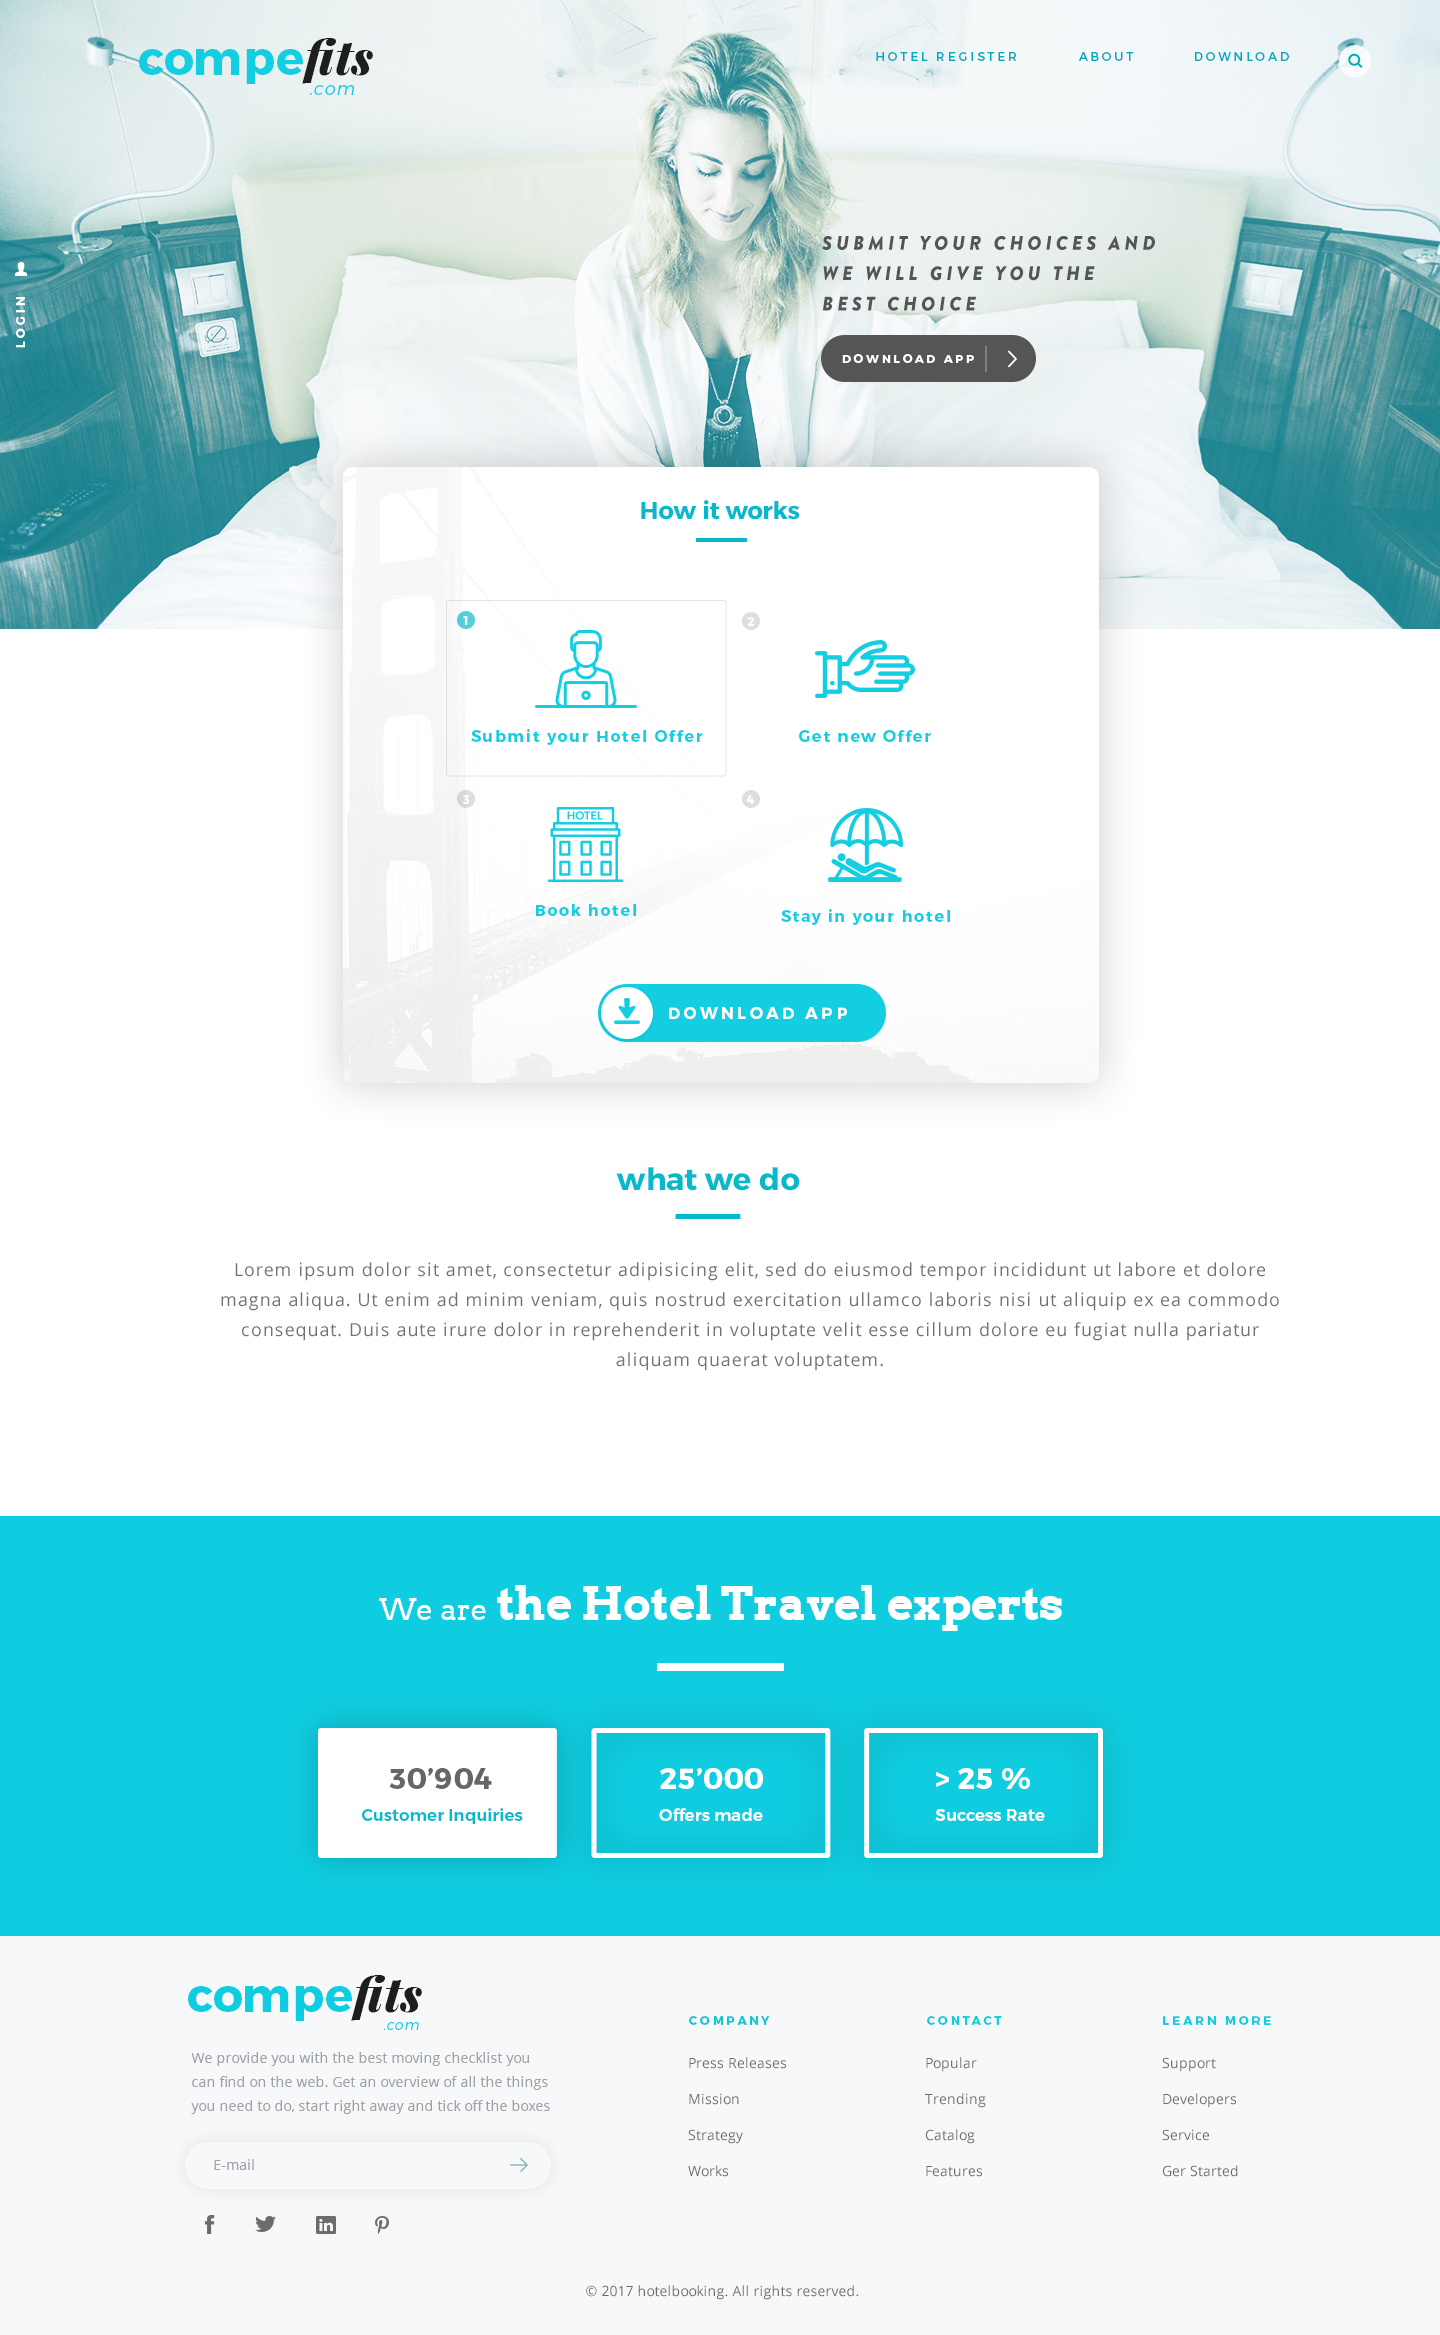 compefits
.com
HOTEL REGISTER
ABOUT
DOWNLOAD
LOGIN
SUBMIT YOUR CHOICES AND
WE WILL GIVE YOU THE
BEST CHOICE
DOWNLOAD APP
How it works
1
Submit your Hotel Offer
2
Get new Offer
3
HOTEL
Book hotel
4
Stay in your hotel
DOWNLOAD APP
what we do
Lorem ipsum dolor sit amet, consectetur adipisicing elit, sed do eiusmod tempor incididunt ut labore et dolore
magna aliqua. Ut enim ad minim veniam, quis nostrud exercitation ullamco laboris nisi ut aliquip ex ea commodo
consequat. Duis aute irure dolor in reprehenderit in voluptate velit esse cillum dolore eu fugiat nulla pariatur
aliquam quaerat voluptatem.
We are the Hotel Travel experts
30’904
Customer Inquiries
25’000
Offers made
> 25 %
Success Rate
compefits
.com
We provide you with the best moving checklist you
can find on the web. Get an overview of all the things
you need to do, start right away and tick off the boxes
E-mail
f
in
COMPANY
Press Releases
Mission
Strategy
Works
CONTACT
Popular
Trending
Catalog
Features
LEARN MORE
Support
Developers
Service
Ger Started
© 2017 hotelbooking. All rights reserved.